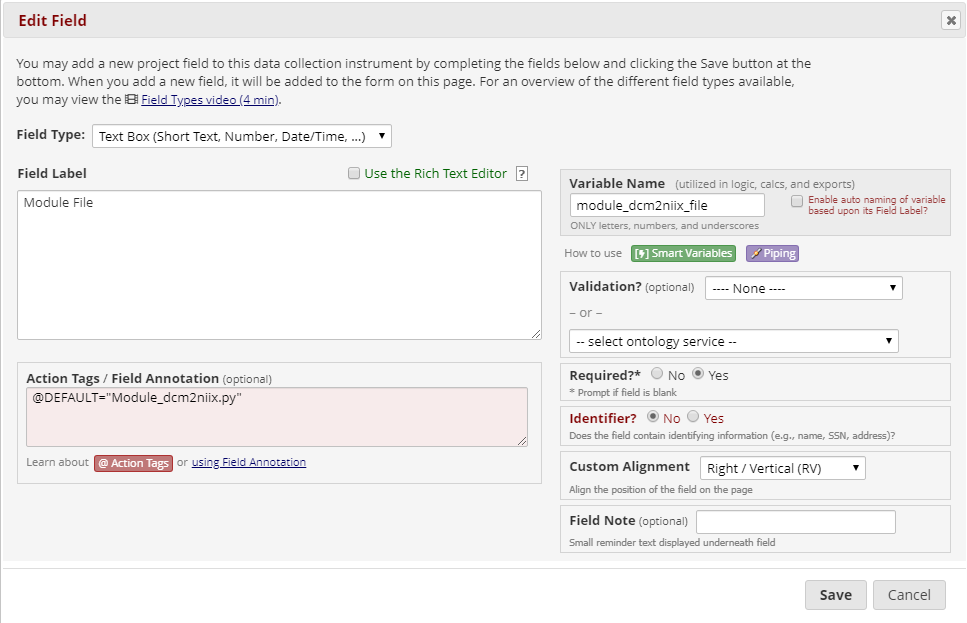 Edit Field
You may add a new project field to this data collection instrument by completing the fields below and clicking the Save button at the
bottom. When you add a new field, it will be added to the form on this page. For an overview of the different field types available,
you may view the Field Types video (4 min).
Field Type: Text Box (Short Text, Number, Date/Time, ...)
Field Label
Use the Rich Text Editor ?
Module File
Action Tags / Field Annotation (optional)
@DEFAULT="Module_dcm2niix.py"
Learn about @ Action Tags or using Field Annotation
Variable Name (utilized in logic, calcs, and exports)
module_dcm2niix_file
Enable auto naming of variable
based upon its Field Label?
ONLY letters, numbers, and underscores
How to use Smart Variables Piping
Validation? (optional) ---- None ----
– or –
-- select ontology service --
Required?* No Yes
* Prompt if field is blank
Identifier? No Yes
Does the field contain identifying information (e.g., name, SSN, address)?
Custom Alignment Right / Vertical (RV)
Align the position of the field on the page
Field Note (optional)
Small reminder text displayed underneath field
Save Cancel